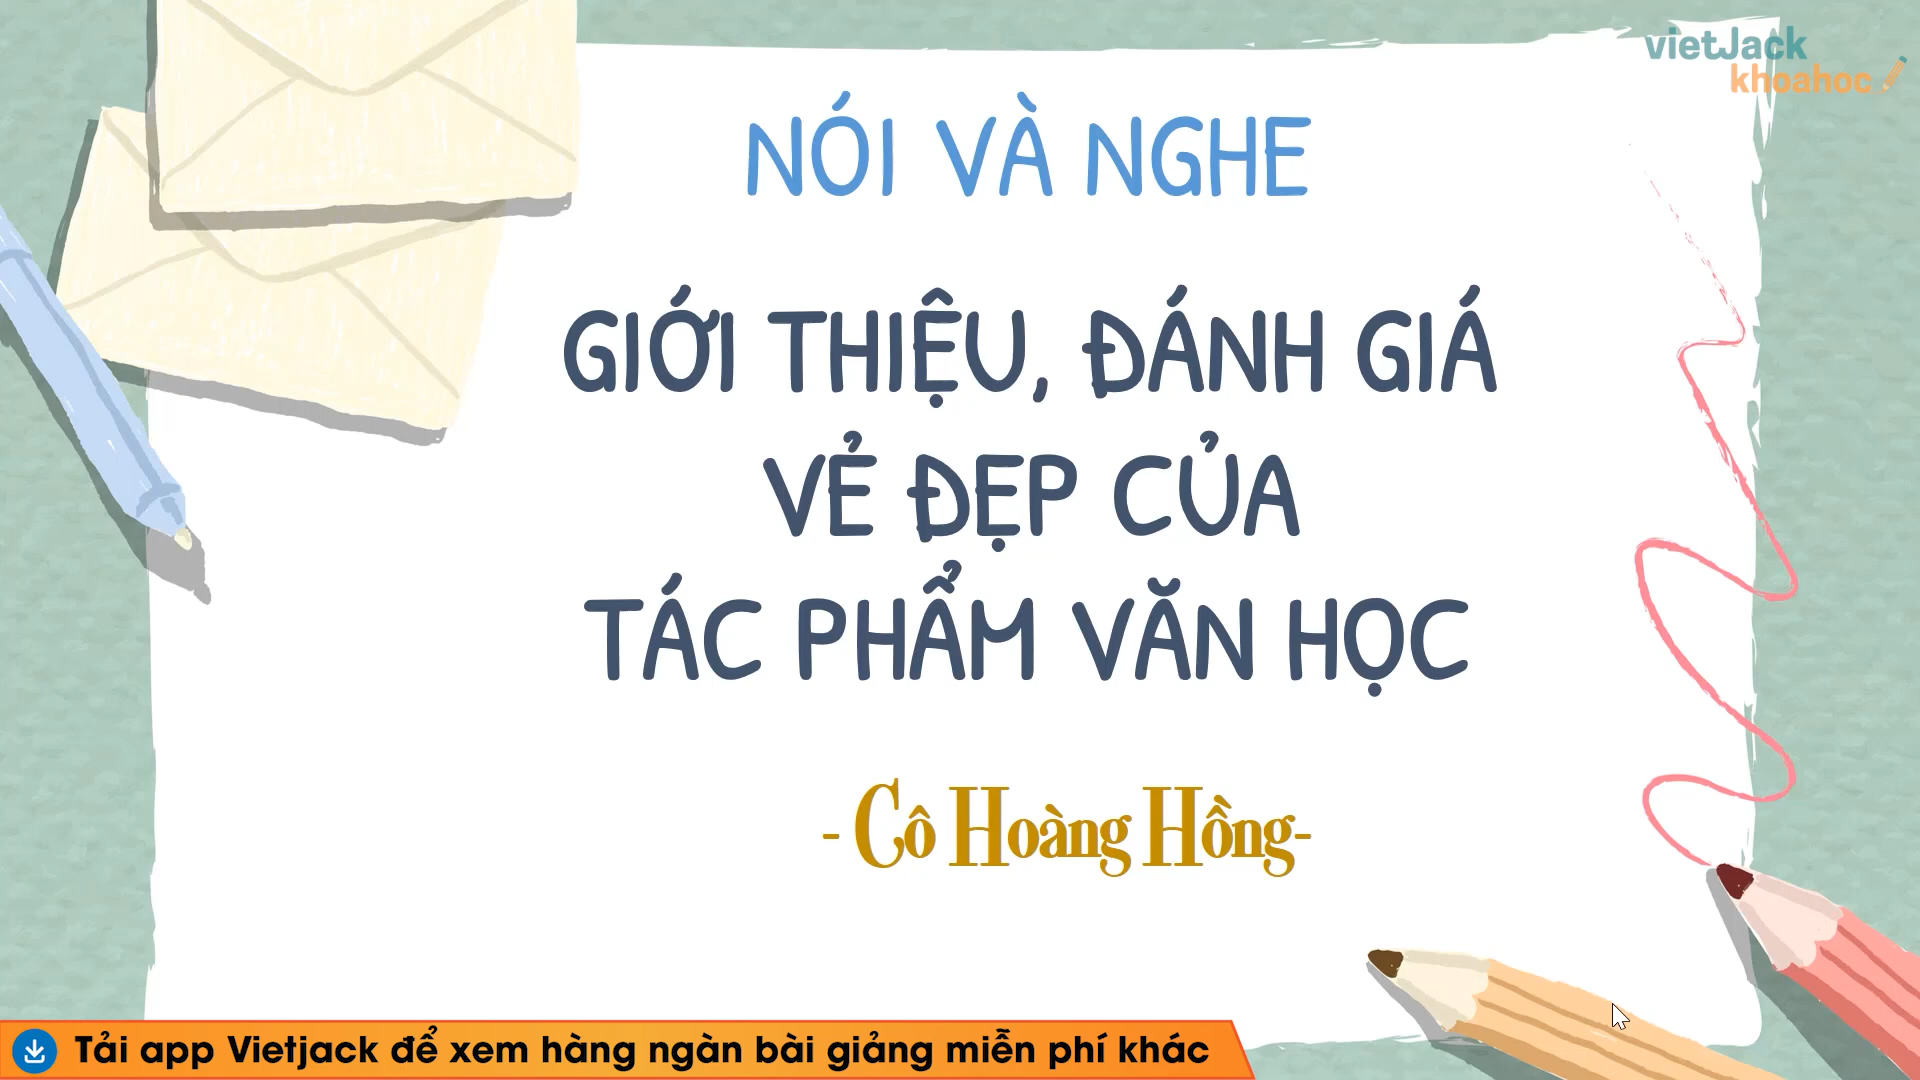 vietJack
khoahoc
NÓI VÀ NGHE
GIỚI THIỆU, ĐÁNH GIÁ
VẺ ĐẸP CỦA
TÁC PHẨM VĂN HỌC
- Cô Hoàng Hồng-
Tải app Vietjack để xem hàng ngàn bài giảng miễn phí khác